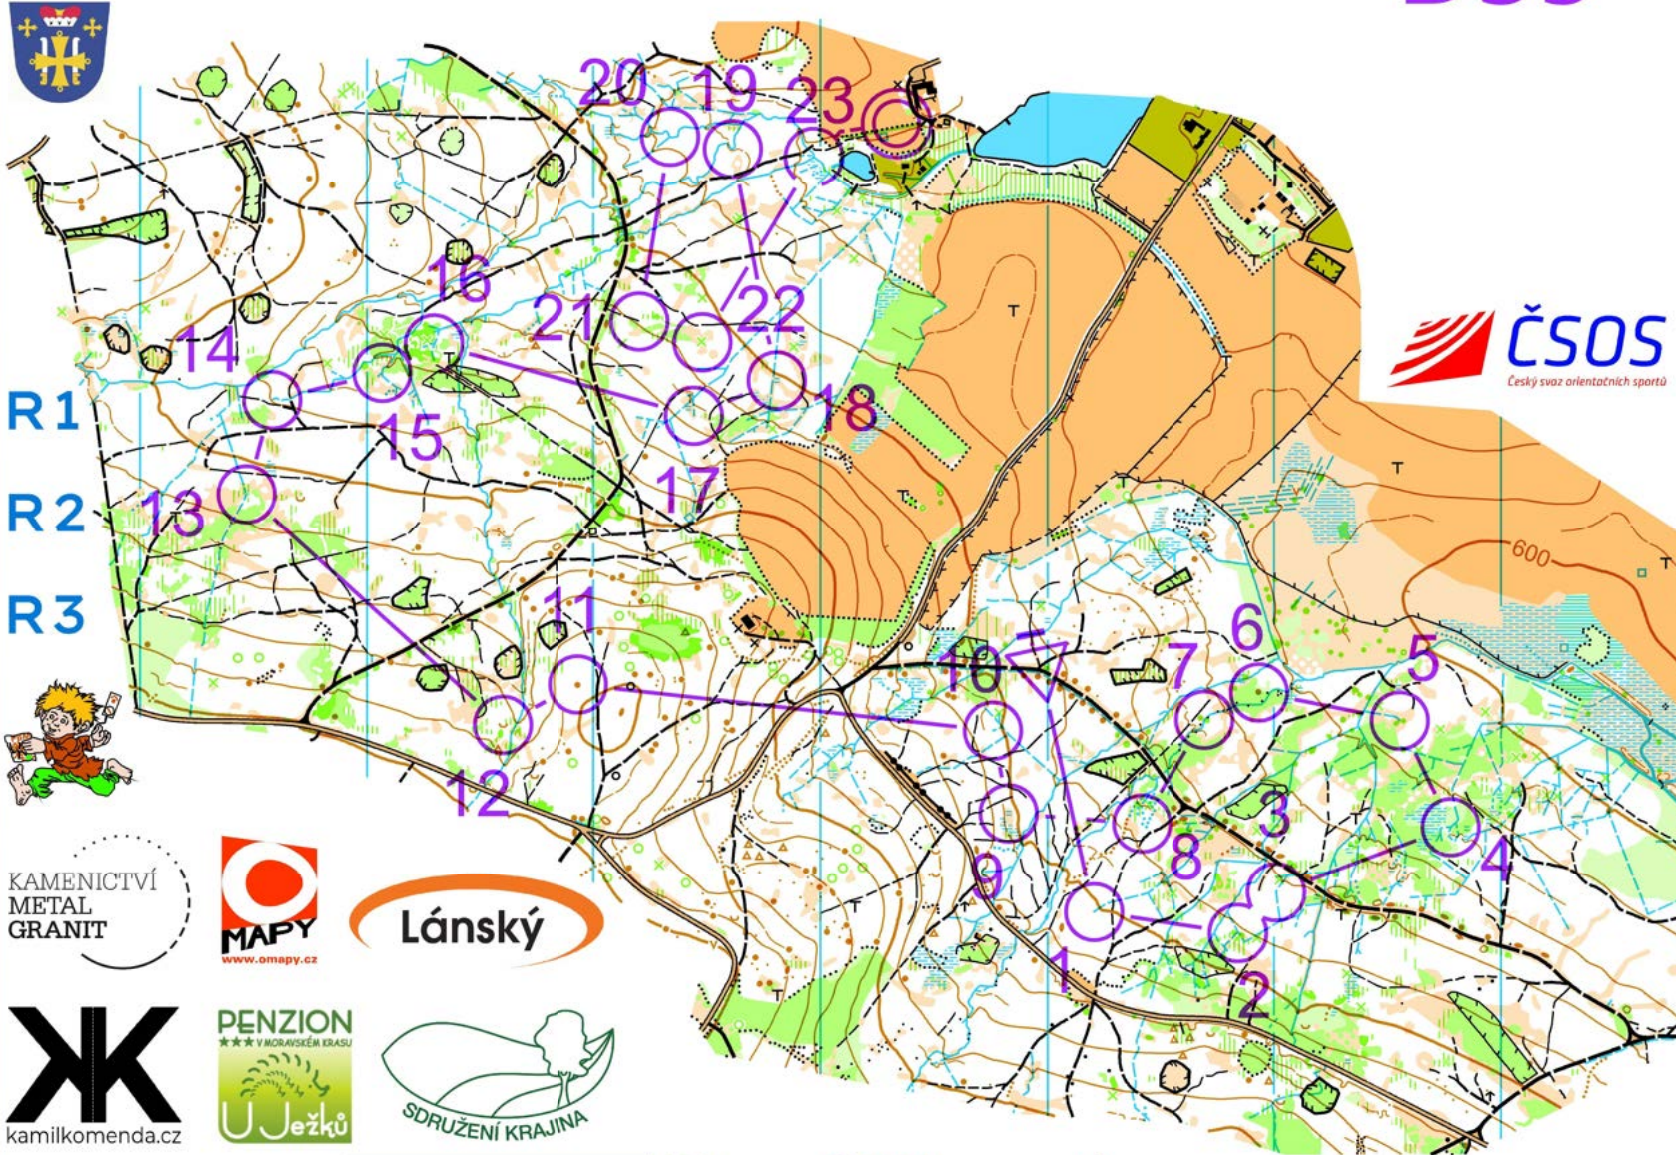 20 19 23
16
21 22
14
ČSOS
Český svaz orientačních sportů
R1
18
15
17
R2
13
600
R3
11
6
5
7
10
12
3
8
4
9
KAMENICTVÍ
METAL
GRANIT
MAPY
www.omapy.cz
Lánský
1
2
KK
kamilkomenda.cz
PENZION
★★★ V MORAVSKÉM KRASU
U Ježků
SDRUŽENÍ KRAJINA